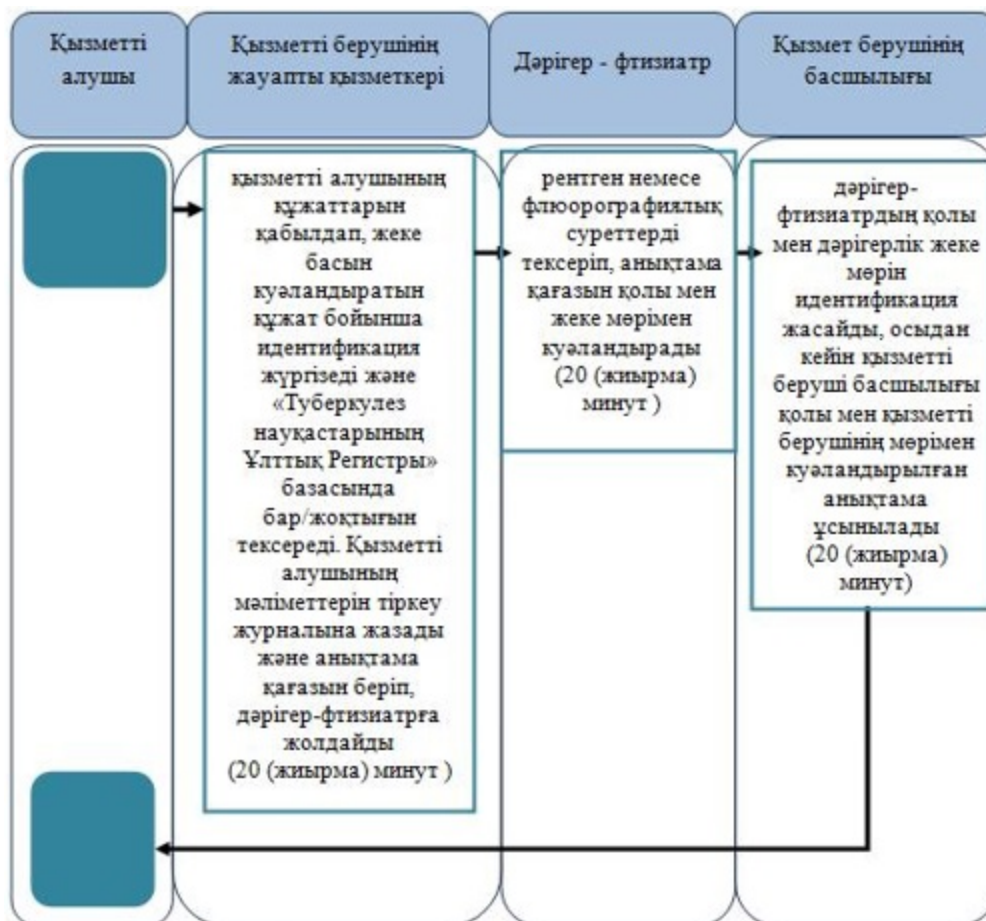 Қызметті
алушы
Қызметті берушінің
жауапты қызметкері
Дәрігер - фтизиатр
Қызмет берушінің
басшылығы
қызметті алушының
құжаттарын
қабылдап, жеке
басын
куәландыратын
құжат бойынша
идентификация
жүргізеді және
«Туберкулез
науқастарының
Ұлттық Регистры»
базасында
бар/жоқтығын
тексереді. Қызметті
алушының
мәліметтерін тіркеу
журналына жазады
және анықтама
қағазын беріп,
дәрігер-фтизиатрға
жолдайды
(20 (жиырма) минут )
рентген немесе
флюорографиялық
суреттерді
тексеріп, анықтама
қағазын қолы мен
жеке мөрімен
куәландырады
(20 (жиырма)
минут )
дәрігер-
фтизиатрдың қолы
мен дәрігерлік жеке
мөрін
идентификация
жасайды, осыдан
кейін қызметті
беруші басшылығы
қолы мен қызметті
берушінің мөрімен
куәландырылған
анықтама
ұсынылады
(20 (жиырма)
минут)